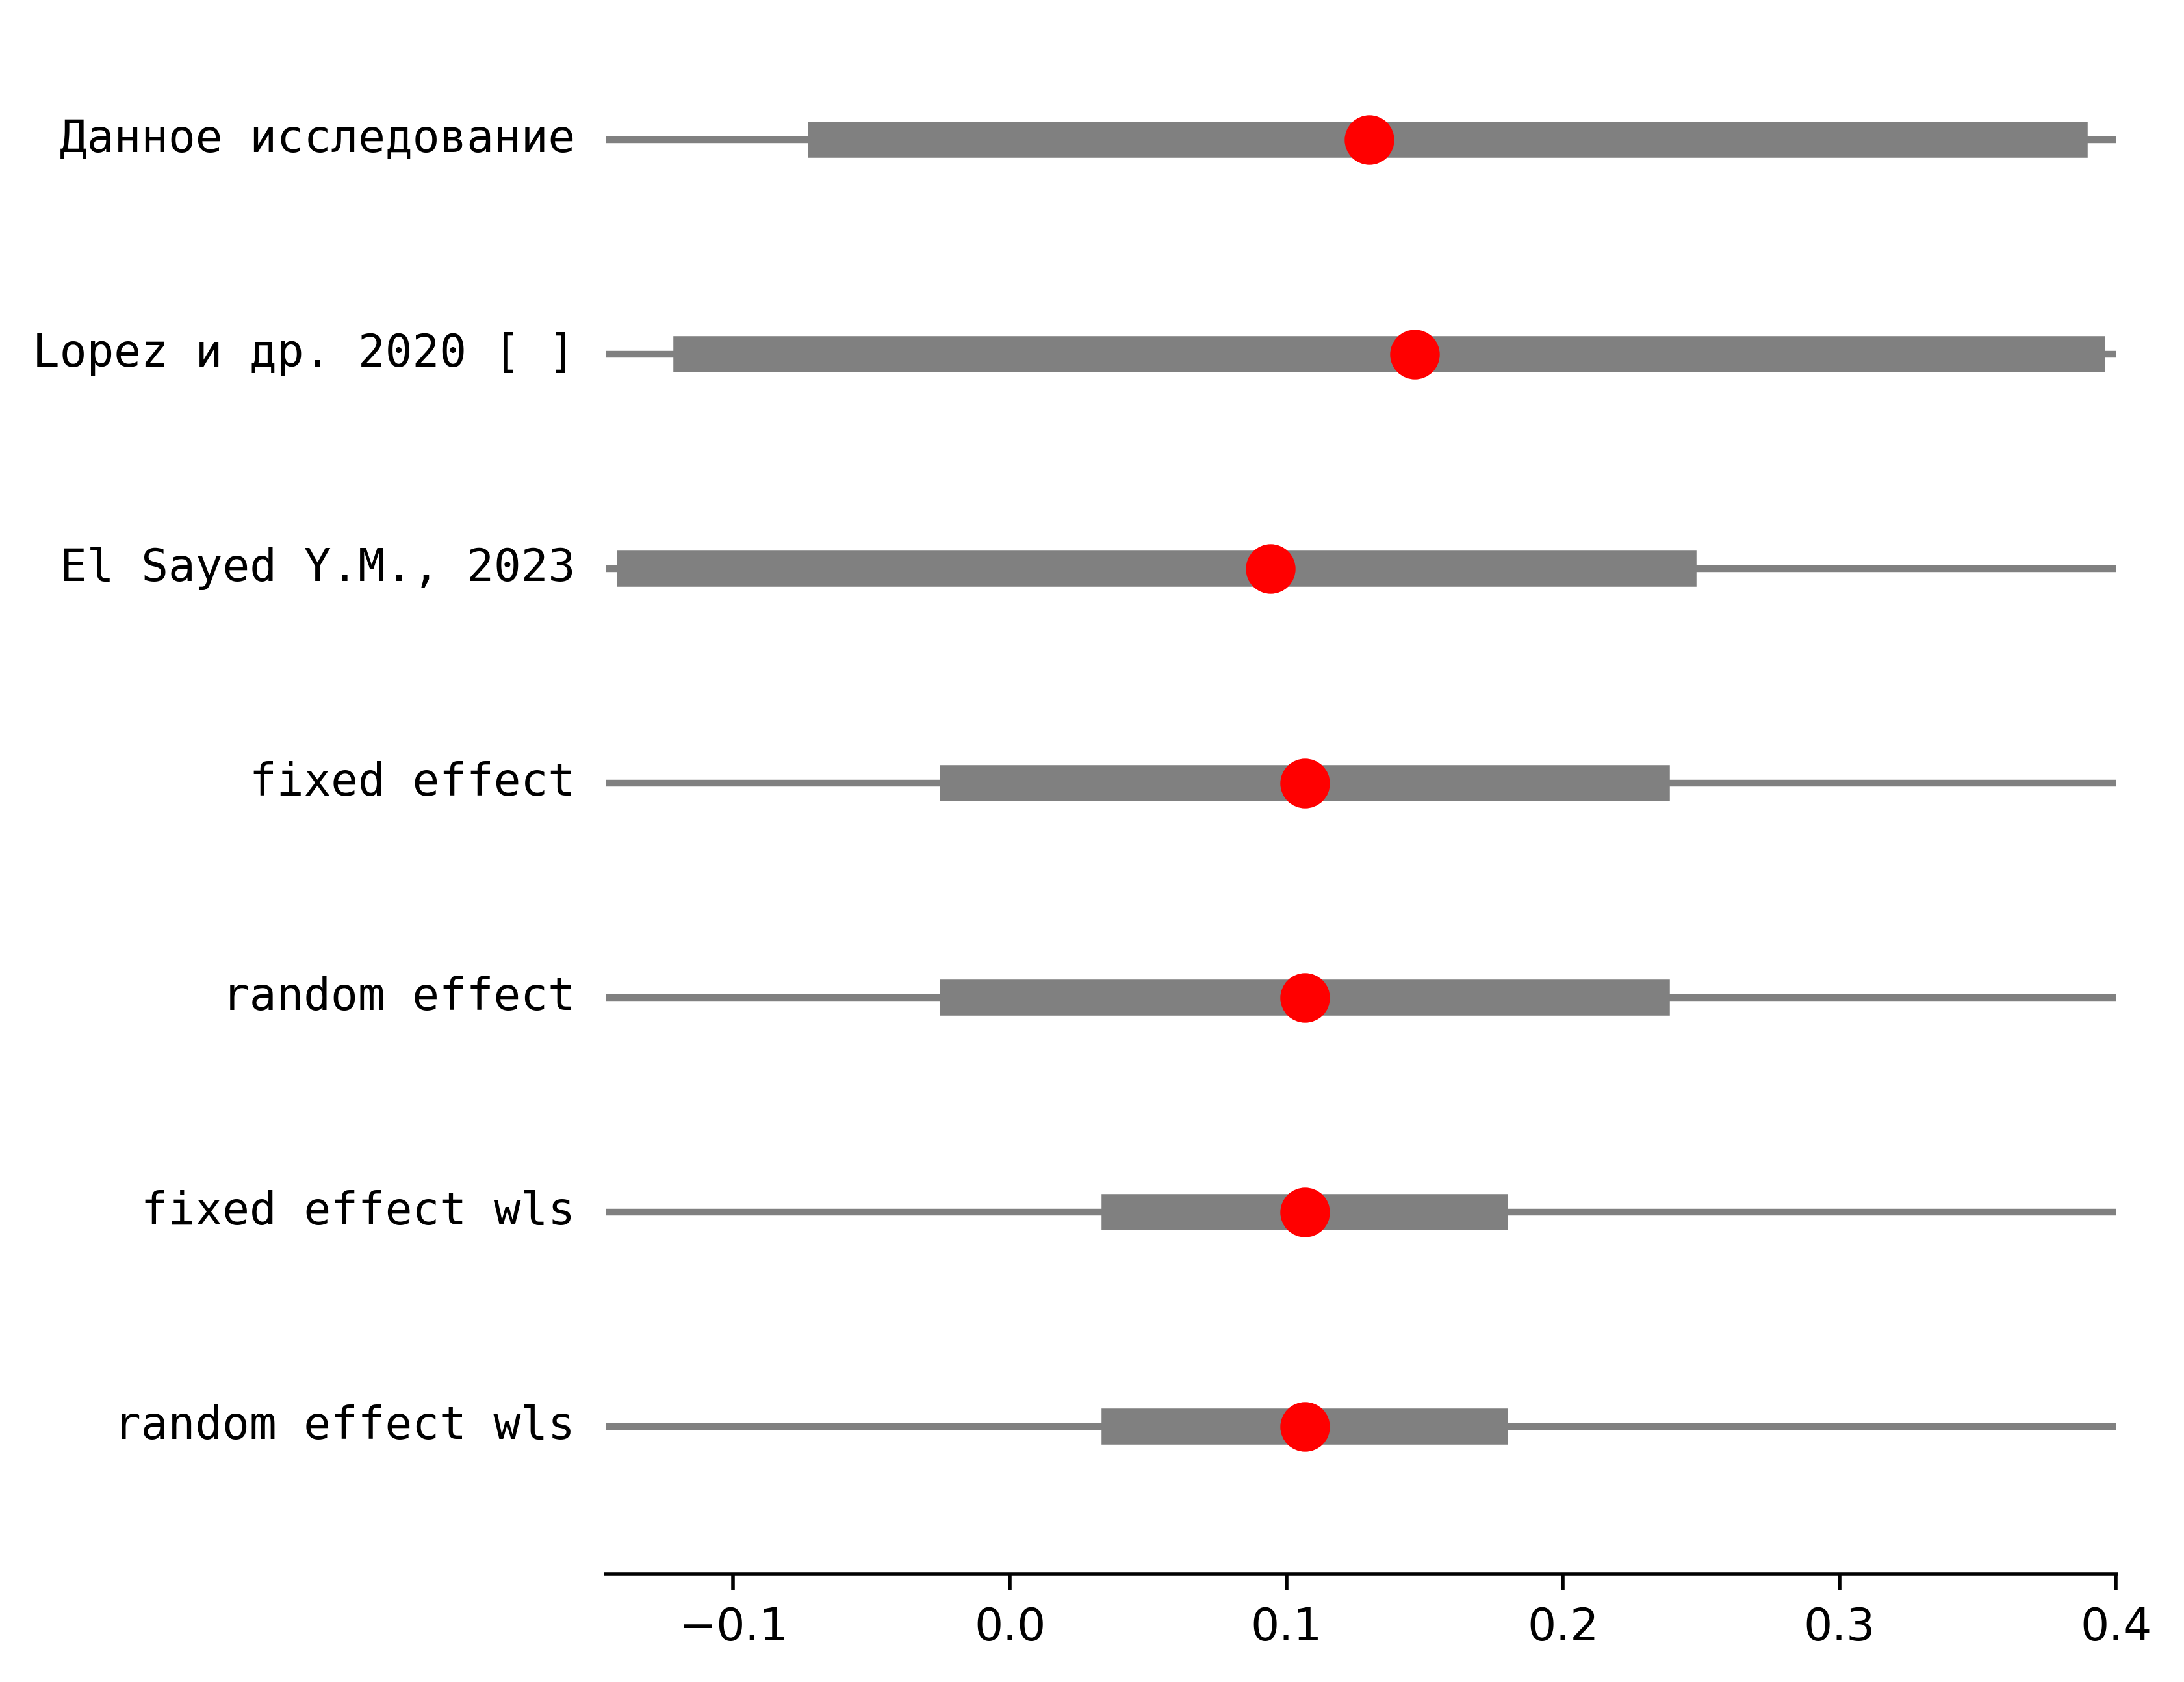 Данное исследование
Lopez и др. 2020 [ ]
El Sayed Y.M., 2023
fixed effect
random effect
fixed effect wls
random effect wls
−0.1 0.0 0.1 0.2 0.3 0.4